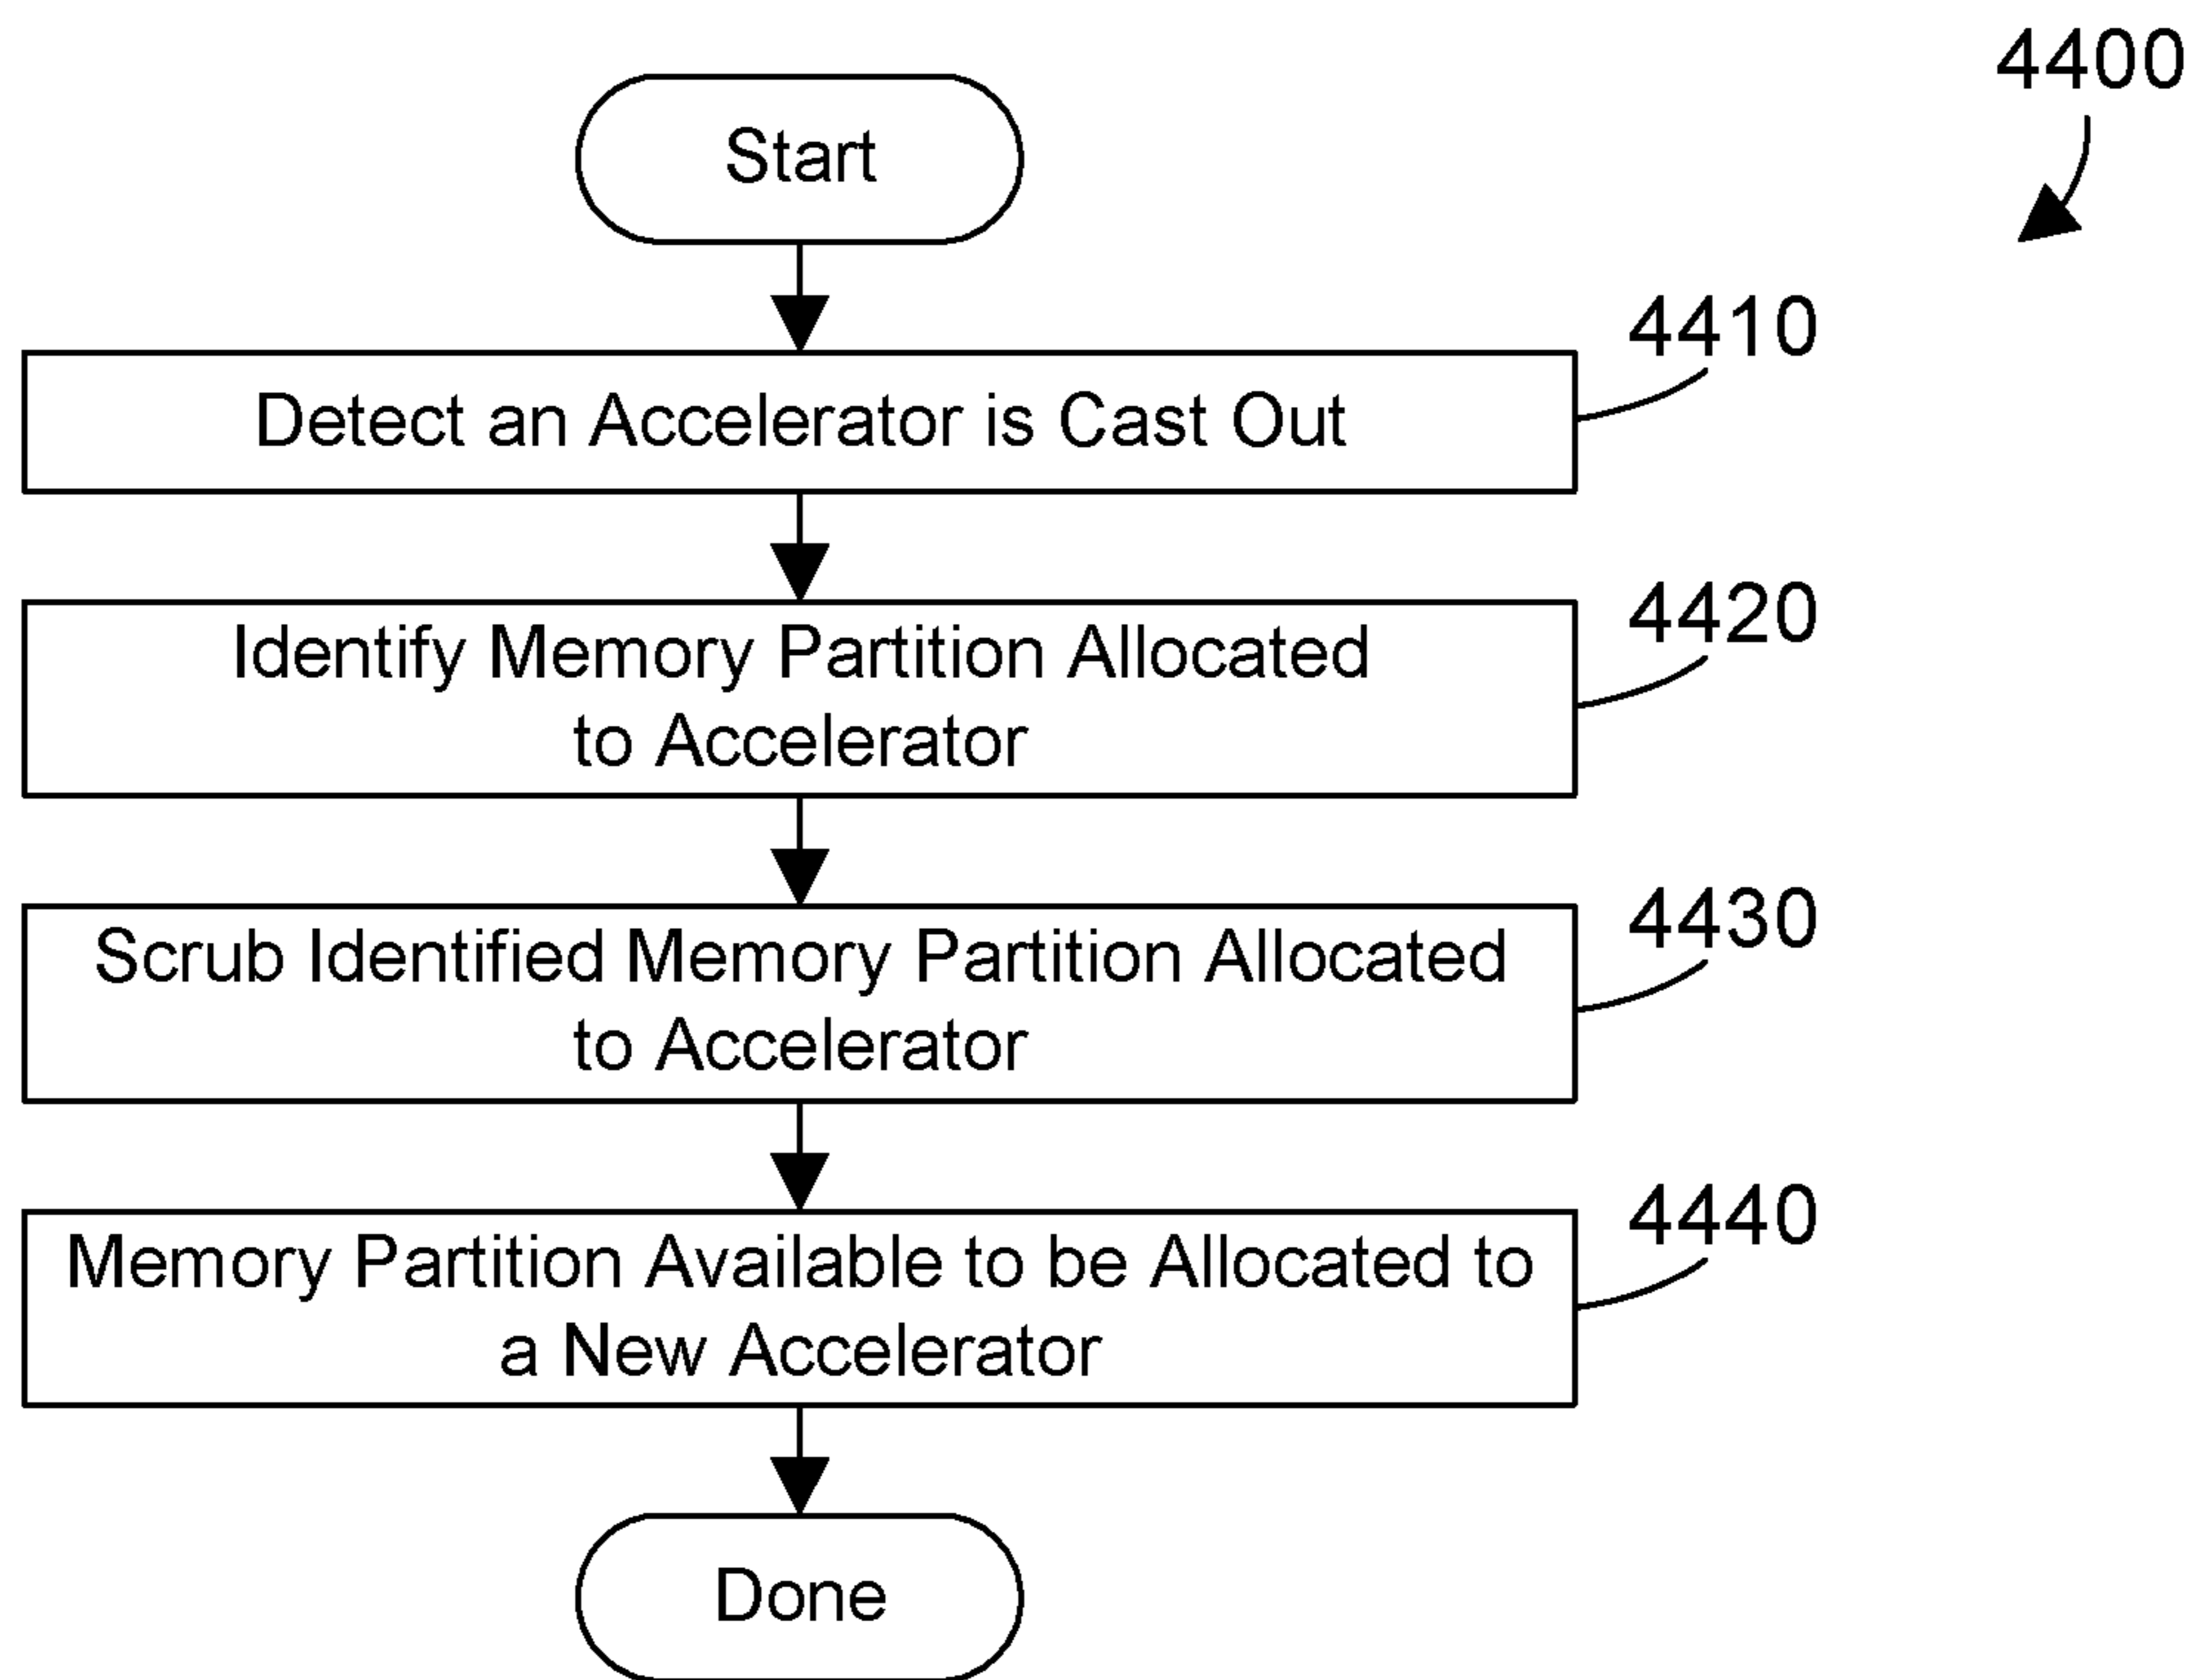 4400
Start
4410
Detect an Accelerator is Cast Out
4420
Identify Memory Partition Allocated
to Accelerator
4430
Scrub Identified Memory Partition Allocated
to Accelerator
4440
Memory Partition Available to be Allocated to
a New Accelerator
Done